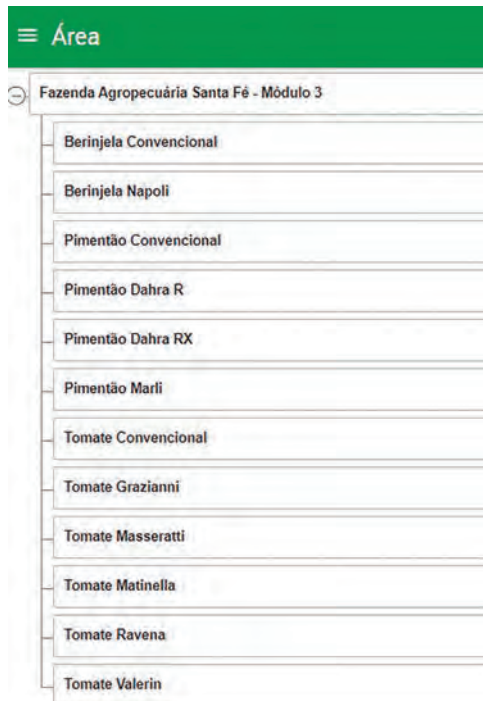 Área
Fazenda Agropecuária Santa Fé - Módulo 3
Berinjela Convencional
Berinjela Napoli
Pimentão Convencional
Pimentão Dahra R
Pimentão Dahra RX
Pimentão Marli
Tomate Convencional
Tomate Grazianni
Tomate Masseratti
Tomate Matinella
Tomate Ravena
Tomate Valerin